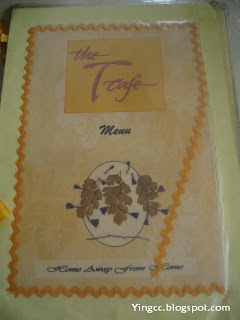 the
T cafe
Menu
Home Away From Home
Yingcc.blogspot.com